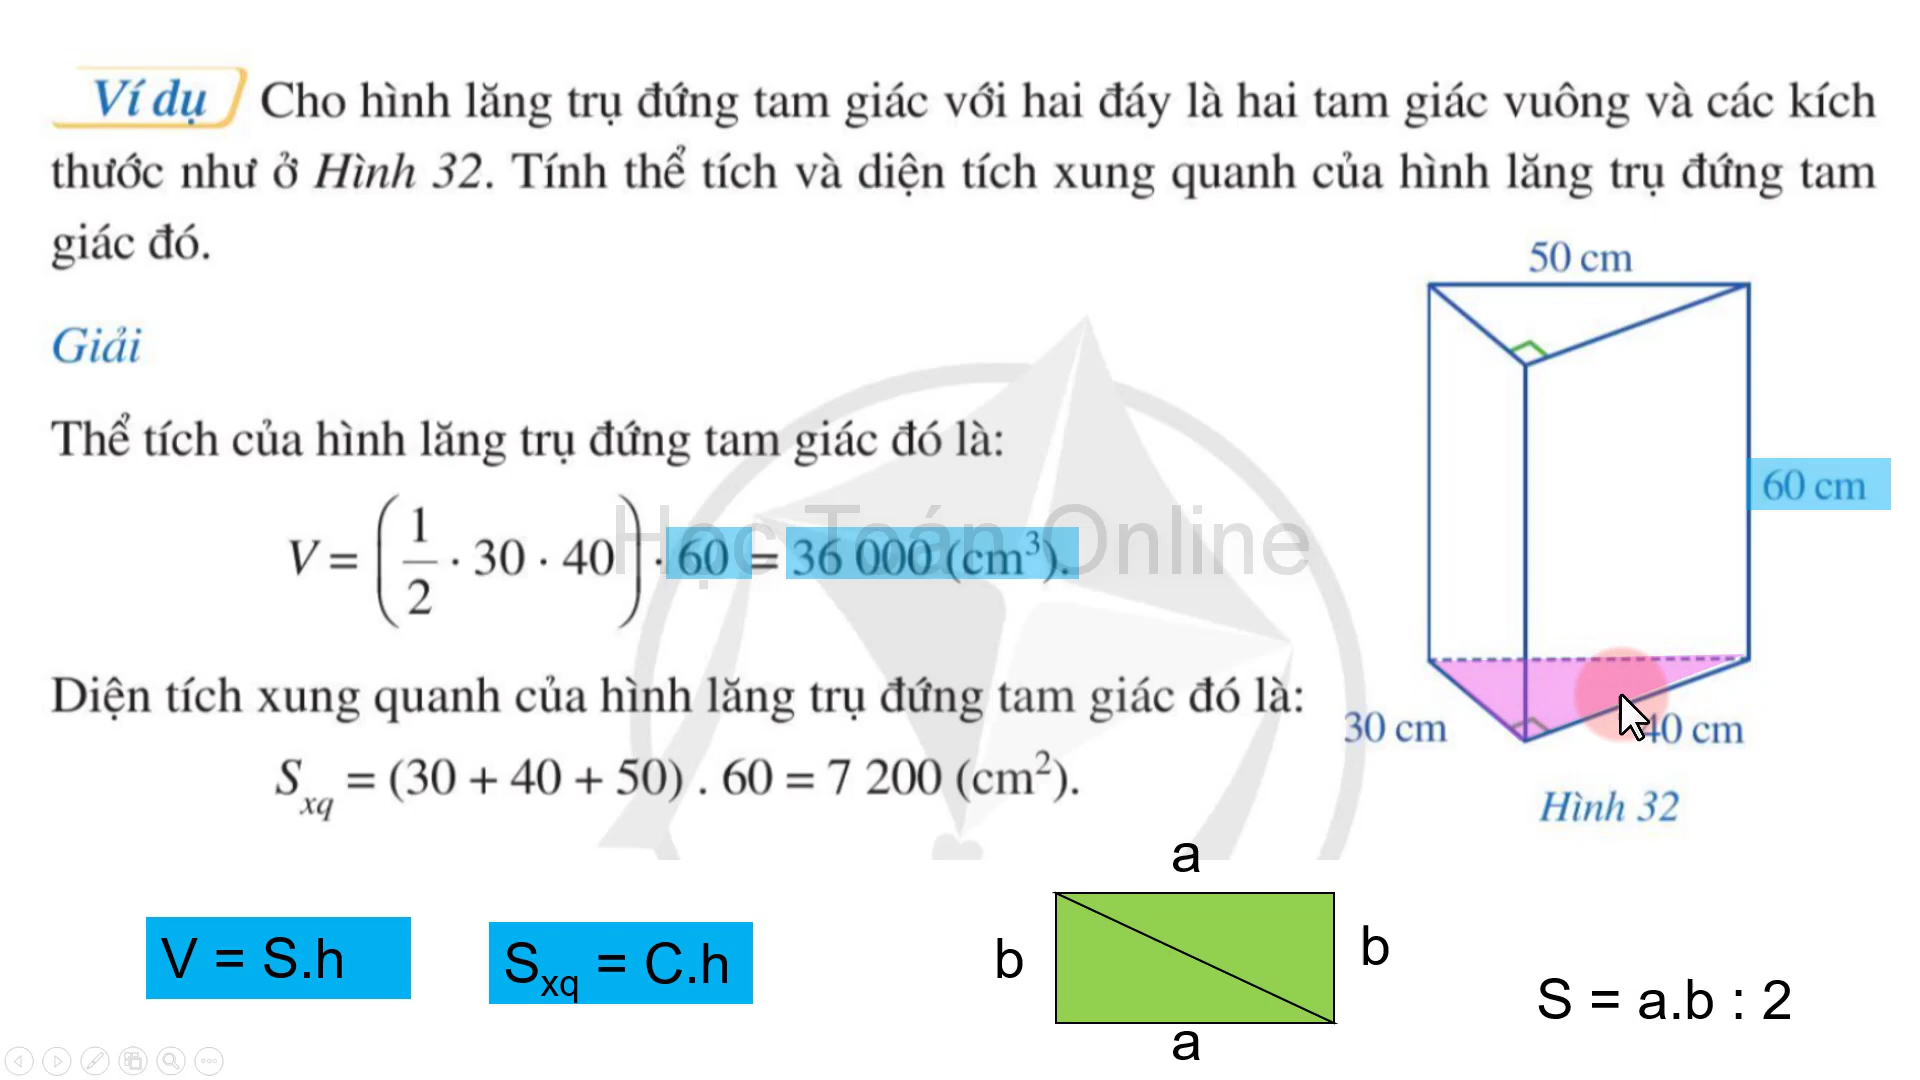 Ví dụ Cho hình lăng trụ đứng tam giác với hai đáy là hai tam giác vuông và các kích
thước như ở Hình 32. Tính thể tích và diện tích xung quanh của hình lăng trụ đứng tam
giác đó.
50 cm
Giải
Thể tích của hình lăng trụ đứng tam giác đó là:
60 cm
V = (1/2 · 30 · 40) · 60 = 36 000 (cm³).
Học Toán Online
Diện tích xung quanh của hình lăng trụ đứng tam giác đó là:
30 cm
40 cm
Sxq = (30 + 40 + 50) . 60 = 7 200 (cm²).
Hình 32
a
V = S.h
Sxq = C.h
b
b
S = a.b : 2
a